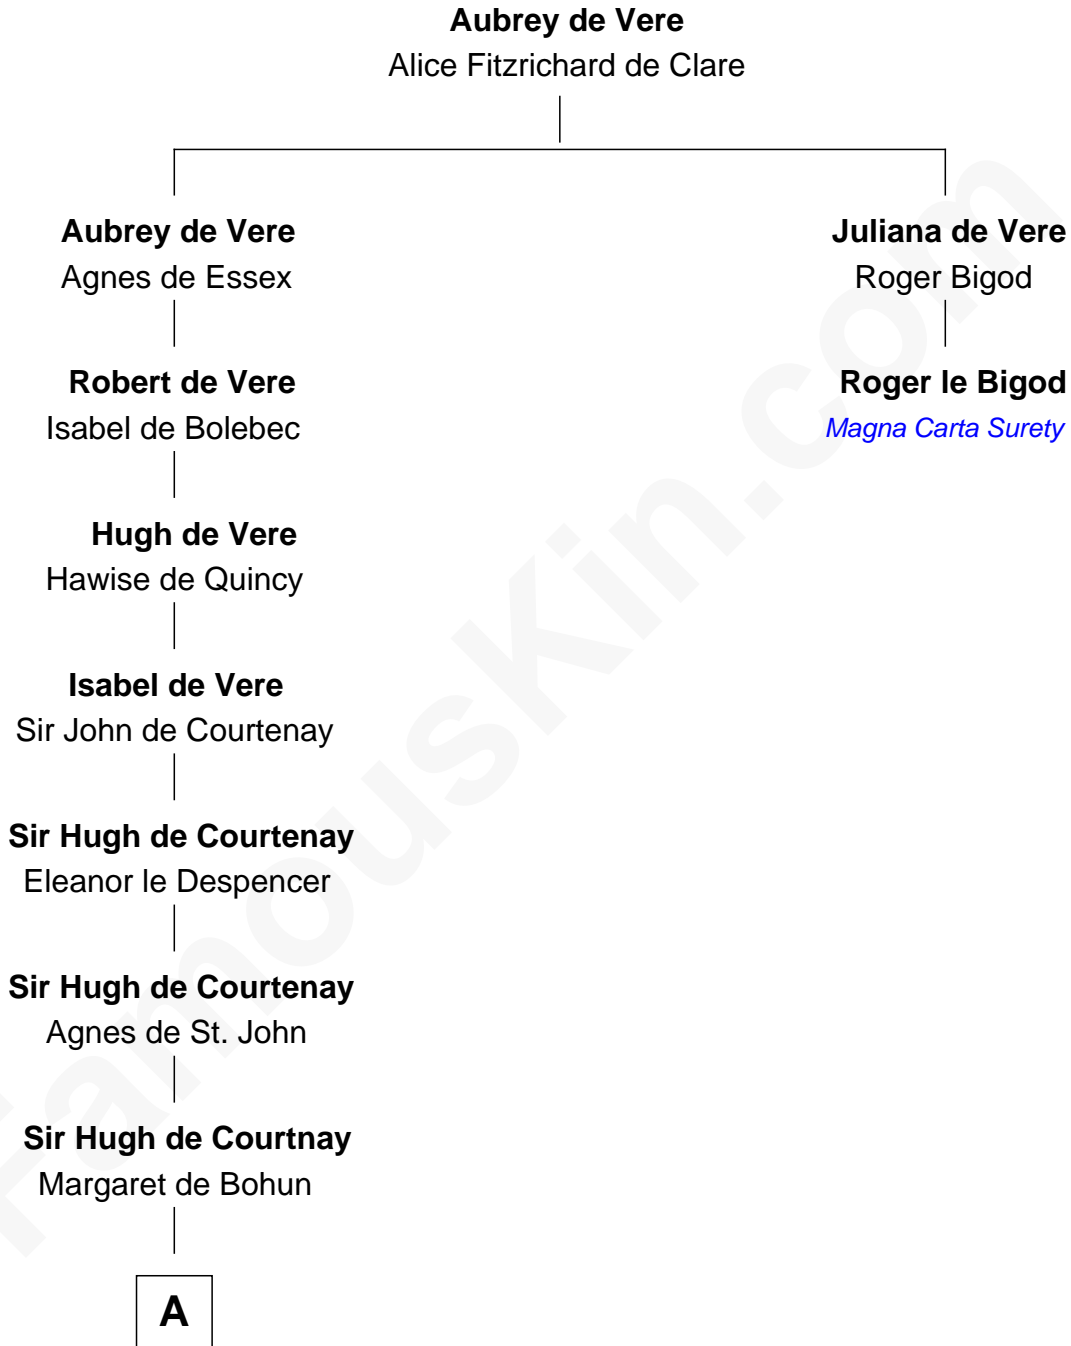 Aubrey de Vere
Alice Fitzrichard de Clare
Aubrey de Vere
Agnes de Essex
Juliana de Vere
Roger Bigod
Robert de Vere
Isabel de Bolebec
Roger le Bigod
Magna Carta Surety
Hugh de Vere
Hawise de Quincy
Isabel de Vere
Sir John de Courtenay
Sir Hugh de Courtenay
Eleanor le Despencer
Sir Hugh de Courtenay
Agnes de St. John
Sir Hugh de Courtnay
Margaret de Bohun
A
FamousKin.com